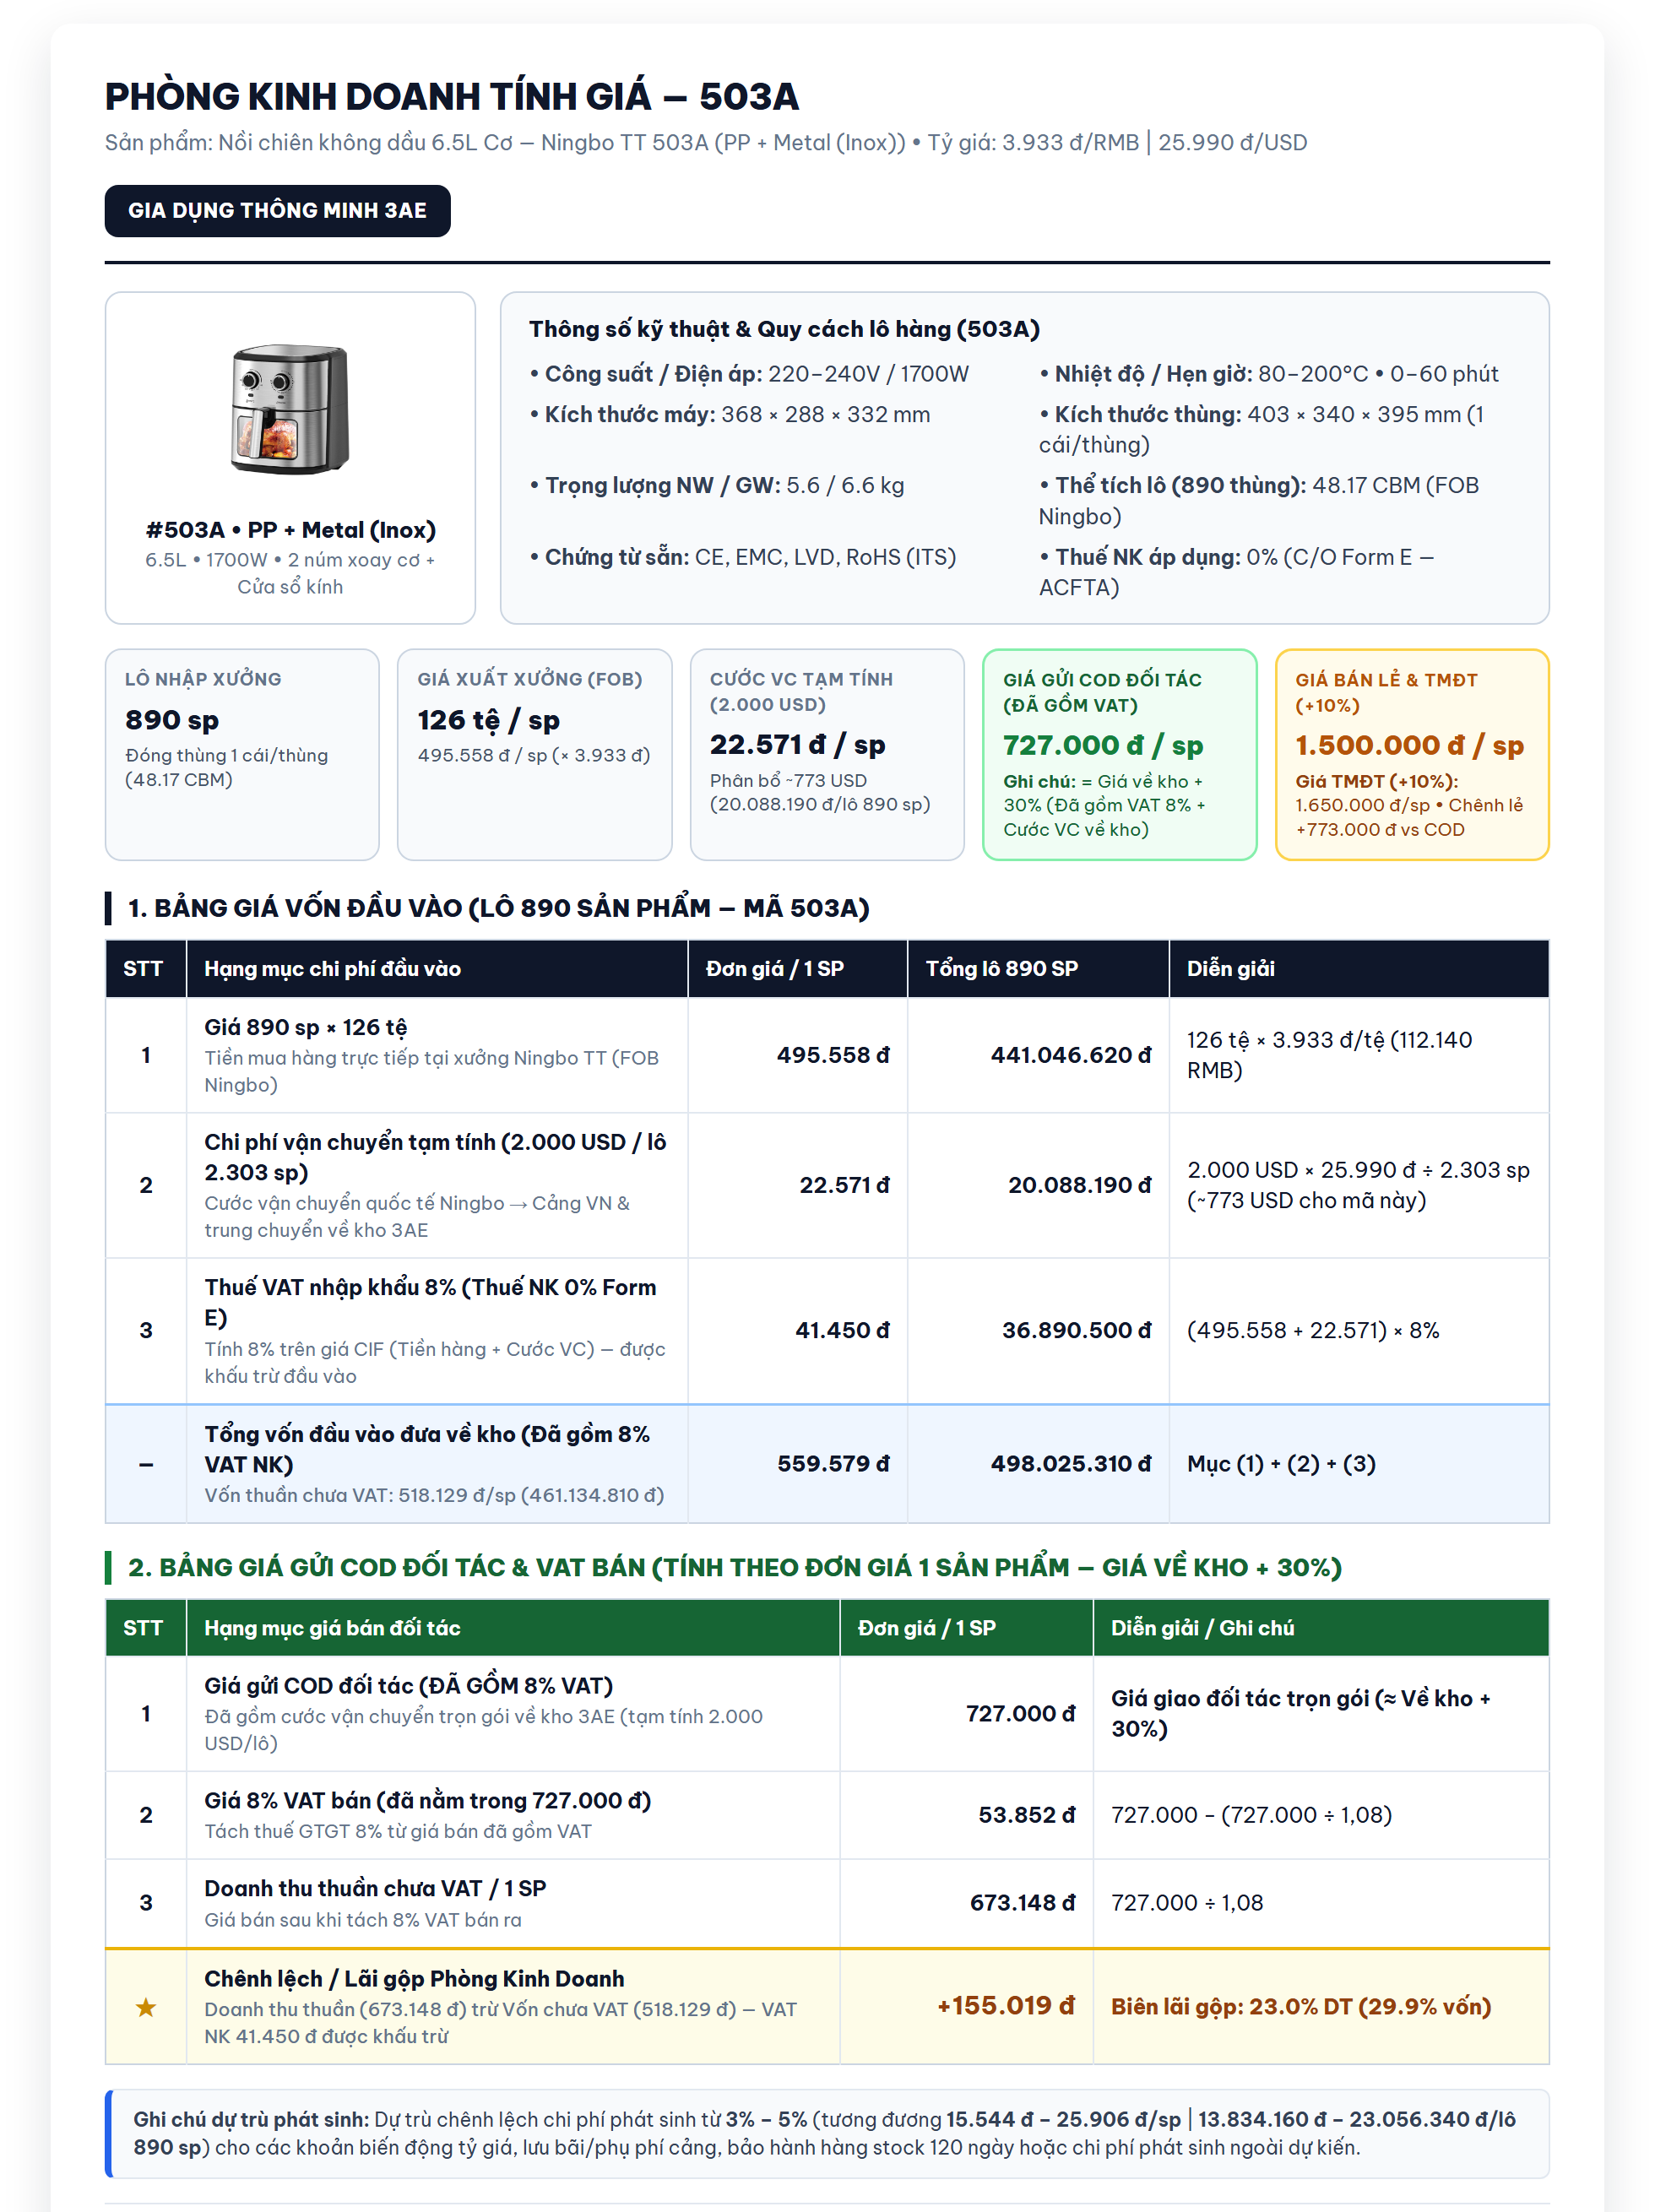 PHÒNG KINH DOANH TÍNH GIÁ – 503A
Sản phẩm: Nồi chiên không dầu 6.5L Cơ – Ningbo TT 503A (PP + Metal (Inox)) • Tỷ giá: 3.933 đ/RMB | 25.990 đ/USD
GIA DỤNG THÔNG MINH 3AE
#503A • PP + Metal (Inox)
6.5L • 1700W • 2 núm xoay cơ +
Cửa sổ kính
Thông số kỹ thuật & Quy cách lô hàng (503A)
• Công suất / Điện áp: 220–240V / 1700W
• Nhiệt độ / Hẹn giờ: 80–200°C • 0–60 phút
• Kích thước máy: 368 × 288 × 332 mm
• Kích thước thùng: 403 × 340 × 395 mm (1
cái/thùng)
• Trọng lượng NW / GW: 5.6 / 6.6 kg
• Thể tích lô (890 thùng): 48.17 CBM (FOB
Ningbo)
• Chứng từ sẵn: CE, EMC, LVD, RoHS (ITS)
• Thuế NK áp dụng: 0% (C/O Form E –
ACFTA)
LÔ NHẬP XƯỞNG
890 sp
Đóng thùng 1 cái/thùng
(48.17 CBM)
GIÁ XUẤT XƯỞNG (FOB)
126 tệ / sp
495.558 đ / sp (× 3.933 đ)
CƯỚC VC TẠM TÍNH
(2.000 USD)
22.571 đ / sp
Phân bổ ~773 USD
(20.088.190 đ/lô 890 sp)
GIÁ GỬI COD ĐỐI TÁC
(ĐÃ GỒM VAT)
727.000 đ / sp
Ghi chú: = Giá về kho +
30% (Đã gồm VAT 8% +
Cước VC về kho)
GIÁ BÁN LẺ & TMĐT
(+10%)
1.500.000 đ / sp
Giá TMĐT (+10%):
1.650.000 đ/sp • Chênh lẻ
+773.000 đ vs COD
1. BẢNG GIÁ VỐN ĐẦU VÀO (LÔ 890 SẢN PHẨM – MÃ 503A)
STT Hạng mục chi phí đầu vào Đơn giá / 1 SP Tổng lô 890 SP Diễn giải
Giá 890 sp × 126 tệ
Tiền mua hàng trực tiếp tại xưởng Ningbo TT (FOB
Ningbo)
1 495.558 đ 441.046.620 đ
126 tệ × 3.933 đ/tệ (112.140
RMB)
Chi phí vận chuyển tạm tính (2.000 USD / lô
2.303 sp)
Cước vận chuyển quốc tế Ningbo → Cảng VN &
trung chuyển về kho 3AE
2 22.571 đ 20.088.190 đ
2.000 USD × 25.990 đ ÷ 2.303 sp
(~773 USD cho mã này)
Thuế VAT nhập khẩu 8% (Thuế NK 0% Form
E)
Tính 8% trên giá CIF (Tiền hàng + Cước VC) – được
khấu trừ đầu vào
3 41.450 đ 36.890.500 đ (495.558 + 22.571) × 8%
Tổng vốn đầu vào đưa về kho (Đã gồm 8%
VAT NK)
Vốn thuần chưa VAT: 518.129 đ/sp (461.134.810 đ)
– 559.579 đ 498.025.310 đ Mục (1) + (2) + (3)
2. BẢNG GIÁ GỬI COD ĐỐI TÁC & VAT BÁN (TÍNH THEO ĐƠN GIÁ 1 SẢN PHẨM – GIÁ VỀ KHO + 30%)
STT Hạng mục giá bán đối tác Đơn giá / 1 SP Diễn giải / Ghi chú
Giá gửi COD đối tác (ĐÃ GỒM 8% VAT)
Đã gồm cước vận chuyển trọn gói về kho 3AE (tạm tính 2.000
USD/lô)
1 727.000 đ
Giá giao đối tác trọn gói (≈ Về kho +
30%)
Giá 8% VAT bán (đã nằm trong 727.000 đ)
Tách thuế GTGT 8% từ giá bán đã gồm VAT
2 53.852 đ 727.000 – (727.000 ÷ 1,08)
Doanh thu thuần chưa VAT / 1 SP
Giá bán sau khi tách 8% VAT bán ra
3 673.148 đ 727.000 ÷ 1,08
Chênh lệch / Lãi gộp Phòng Kinh Doanh
Doanh thu thuần (673.148 đ) trừ Vốn chưa VAT (518.129 đ) – VAT
NK 41.450 đ được khấu trừ
★ +155.019 đ Biên lãi gộp: 23.0% DT (29.9% vốn)
Ghi chú dự trù phát sinh: Dự trù chênh lệch chi phí phát sinh từ 3% – 5% (tương đương 15.544 đ – 25.906 đ/sp | 13.834.160 đ – 23.056.340 đ/lô
890 sp) cho các khoản biến động tỷ giá, lưu bãi/phụ phí cảng, bảo hành hàng stock 120 ngày hoặc chi phí phát sinh ngoài dự kiến.